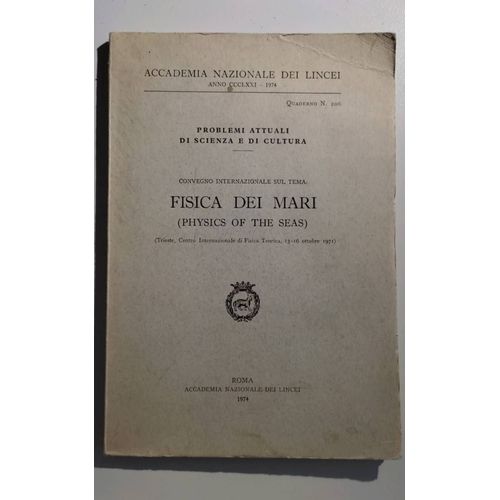 ACCADEMIA NAZIONALE DEI LINCEI
ANNO CCCLXXI - 1974
QUADERNO N. 206
PROBLEMI ATTUALI
DI SCIENZA E DI CULTURA
CONVEGNO INTERNAZIONALE SUL TEMA:
FISICA DEI MARI
(PHYSICS OF THE SEAS)
(Trieste, Centro Internazionale di Fisica Teorica, 13-16 ottobre 1971)
ROMA
ACCADEMIA NAZIONALE DEI LINCEI
1974